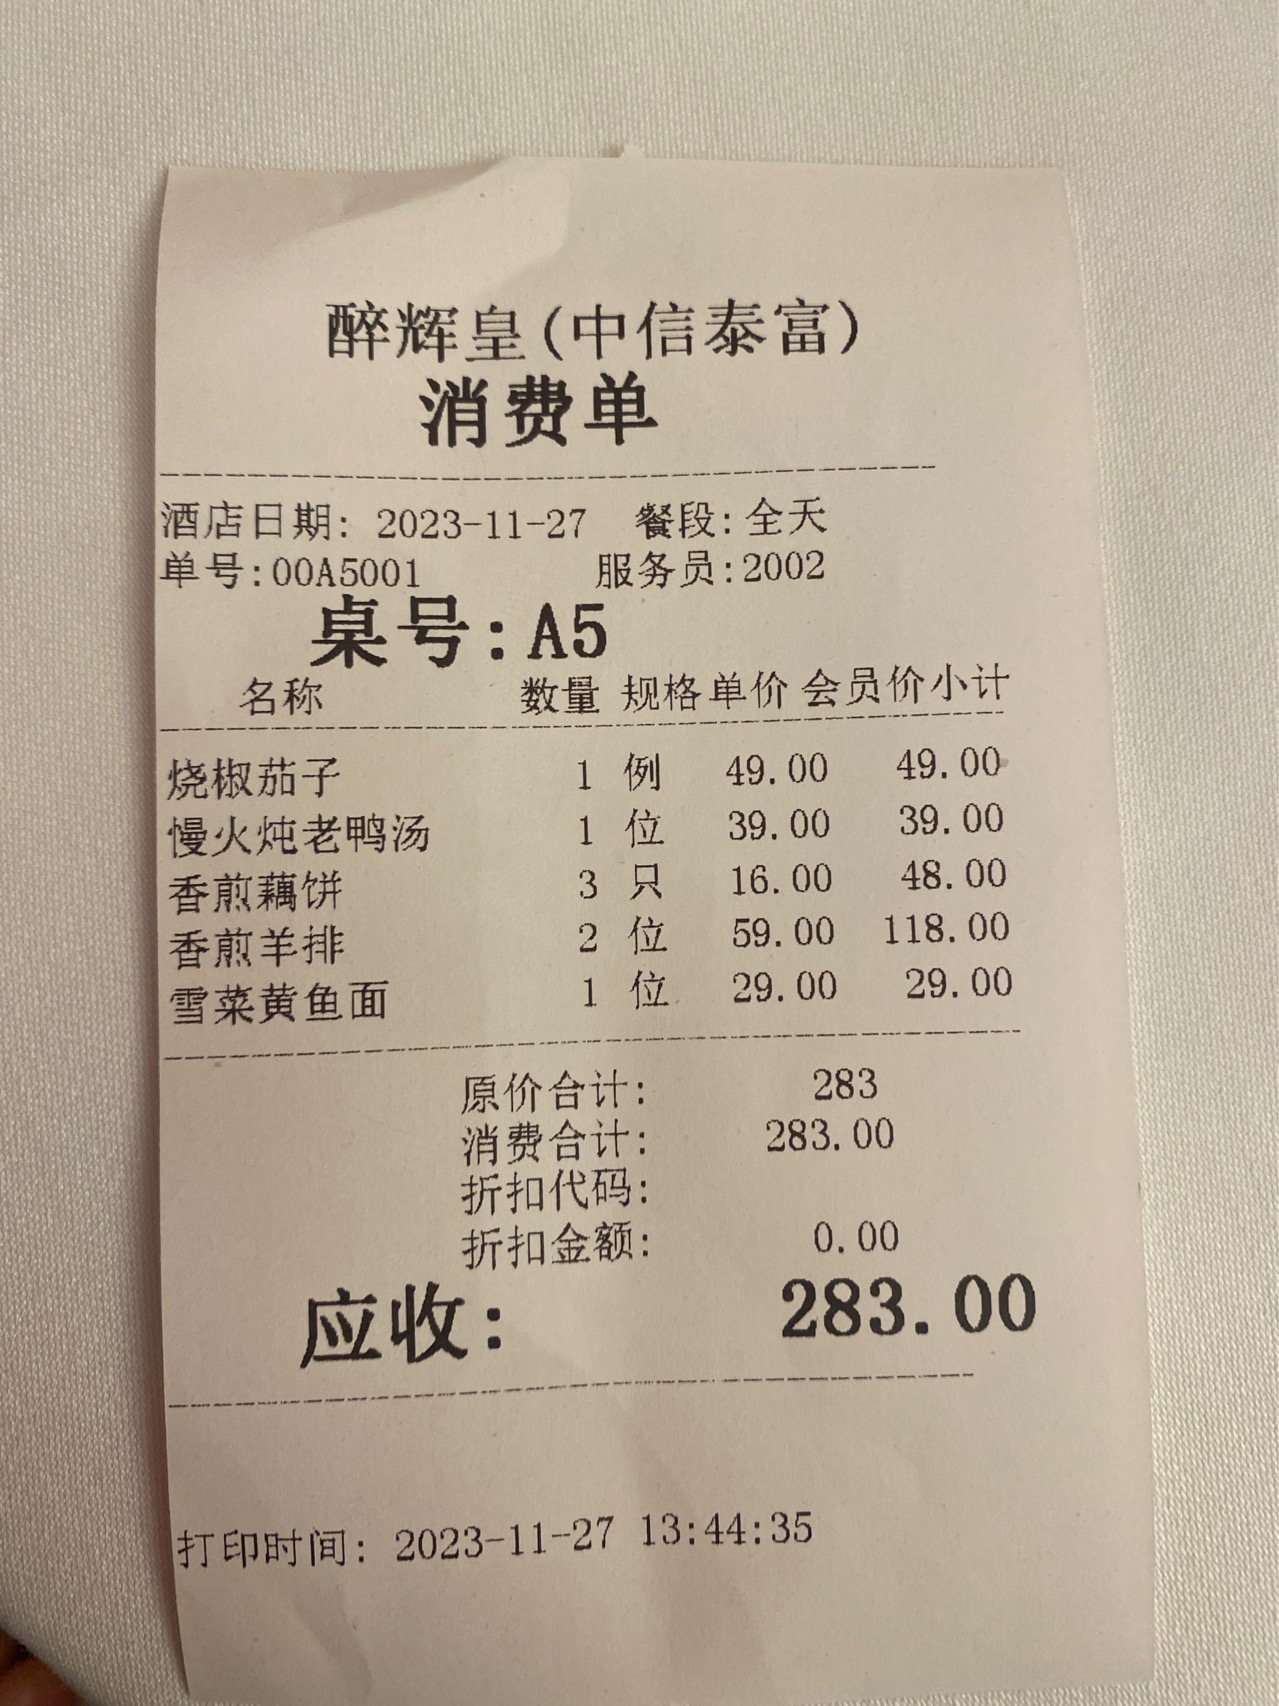 醉辉皇(中信泰富)
消费单
酒店日期: 2023-11-27 餐段:全天
单号:00A5001 服务员:2002
桌号:A5
名称 数量 规格 单价 会员价 小计
烧椒茄子 1 例 49.00 49.00
慢火炖老鸭汤 1 位 39.00 39.00
香煎藕饼 3 只 16.00 48.00
香煎羊排 2 位 59.00 118.00
雪菜黄鱼面 1 位 29.00 29.00
原价合计: 283
消费合计: 283.00
折扣代码:
折扣金额: 0.00
应收: 283.00
打印时间: 2023-11-27 13:44:35